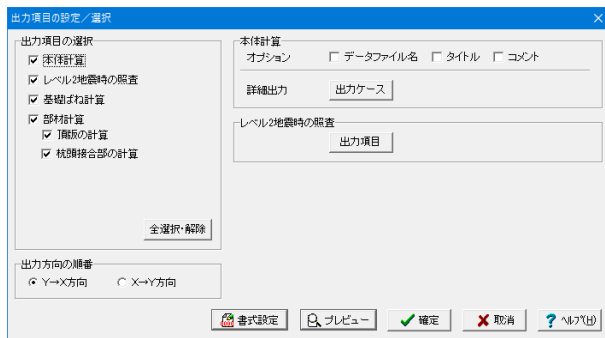 出力項目の設定／選択
出力項目の選択
本体計算
レベル2地震時の照査
基礎ばね計算
部材計算
頂版の計算
杭頭接合部の計算
全選択・解除
出力方向の順番
Y→X方向
X→Y方向
本体計算
オプション
データファイル名
タイトル
コメント
詳細出力
出力ケース
レベル2地震時の照査
出力項目
書式設定
プレビュー
確定
取消
ヘルプ(H)